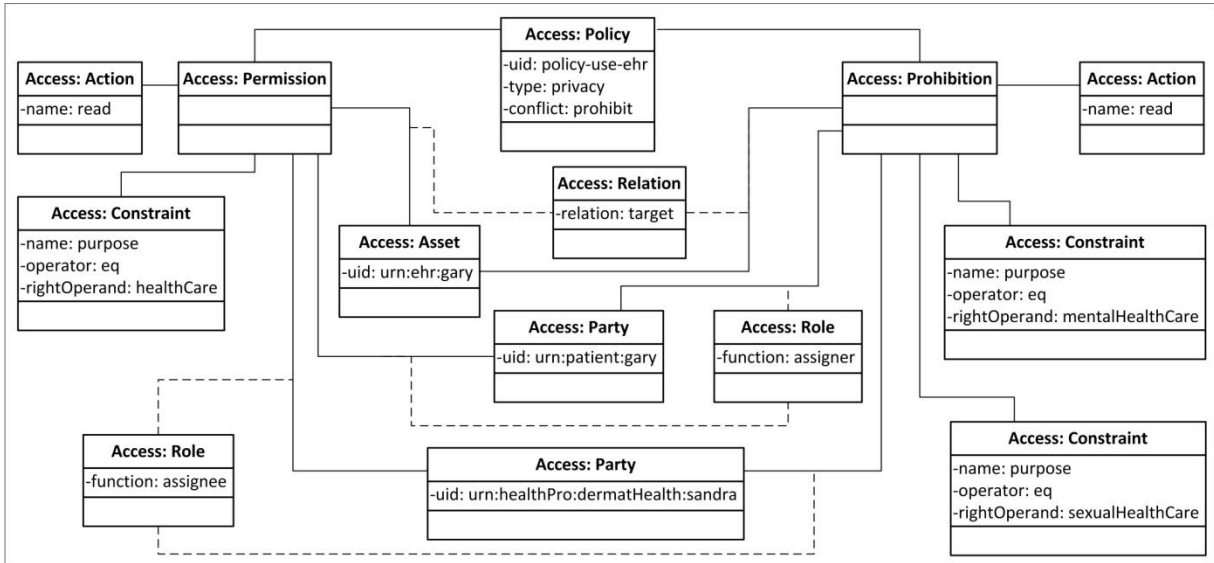 Access: Policy
-uid: policy-use-ehr
-type: privacy
-conflict: prohibit
Access: Action
-name: read
Access: Permission
Access: Prohibition
Access: Action
-name: read
Access: Relation
-relation: target
Access: Constraint
-name: purpose
-operator: eq
-rightOperand: healthCare
Access: Asset
-uid: urn:ehr:gary
Access: Constraint
-name: purpose
-operator: eq
-rightOperand: mentalHealthCare
Access: Party
-uid: urn:patient:gary
Access: Role
-function: assigner
Access: Role
-function: assignee
Access: Party
-uid: urn:healthPro:dermatHealth:sandra
Access: Constraint
-name: purpose
-operator: eq
-rightOperand: sexualHealthCare